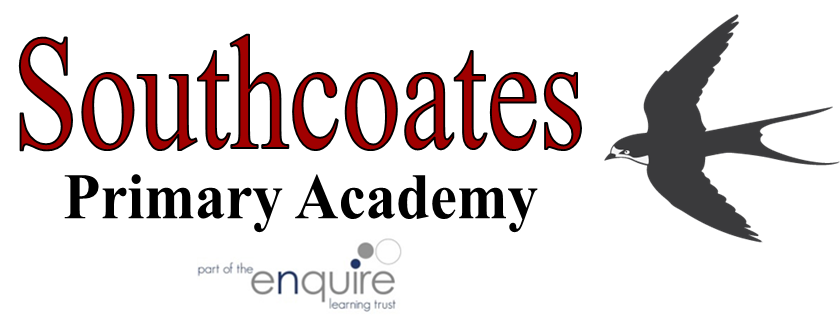 Southcoates
Primary Academy
part of the
enquire
learning trust